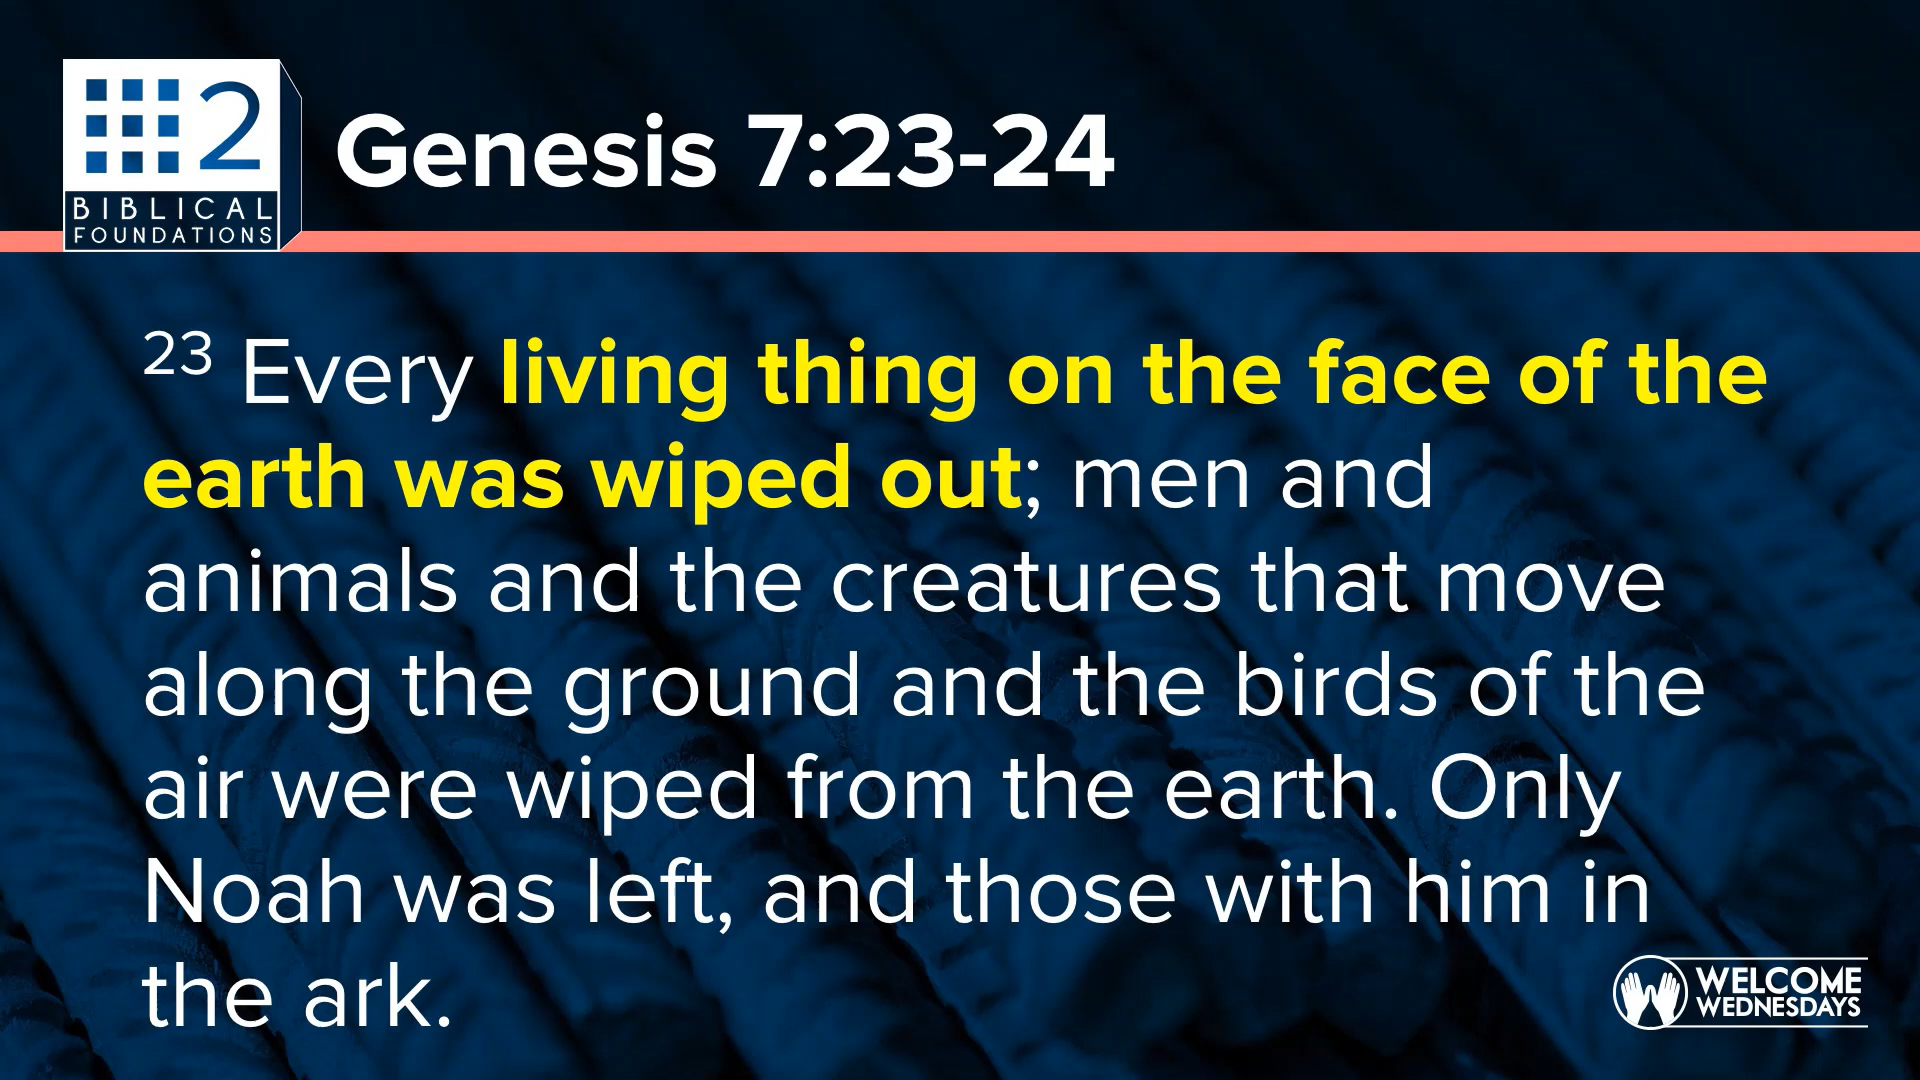 2
BIBLICAL
FOUNDATIONS
Genesis 7:23-24
23 Every living thing on the face of the
earth was wiped out; men and
animals and the creatures that move
along the ground and the birds of the
air were wiped from the earth. Only
Noah was left, and those with him in
the ark.
WELCOME
WEDNESDAYS